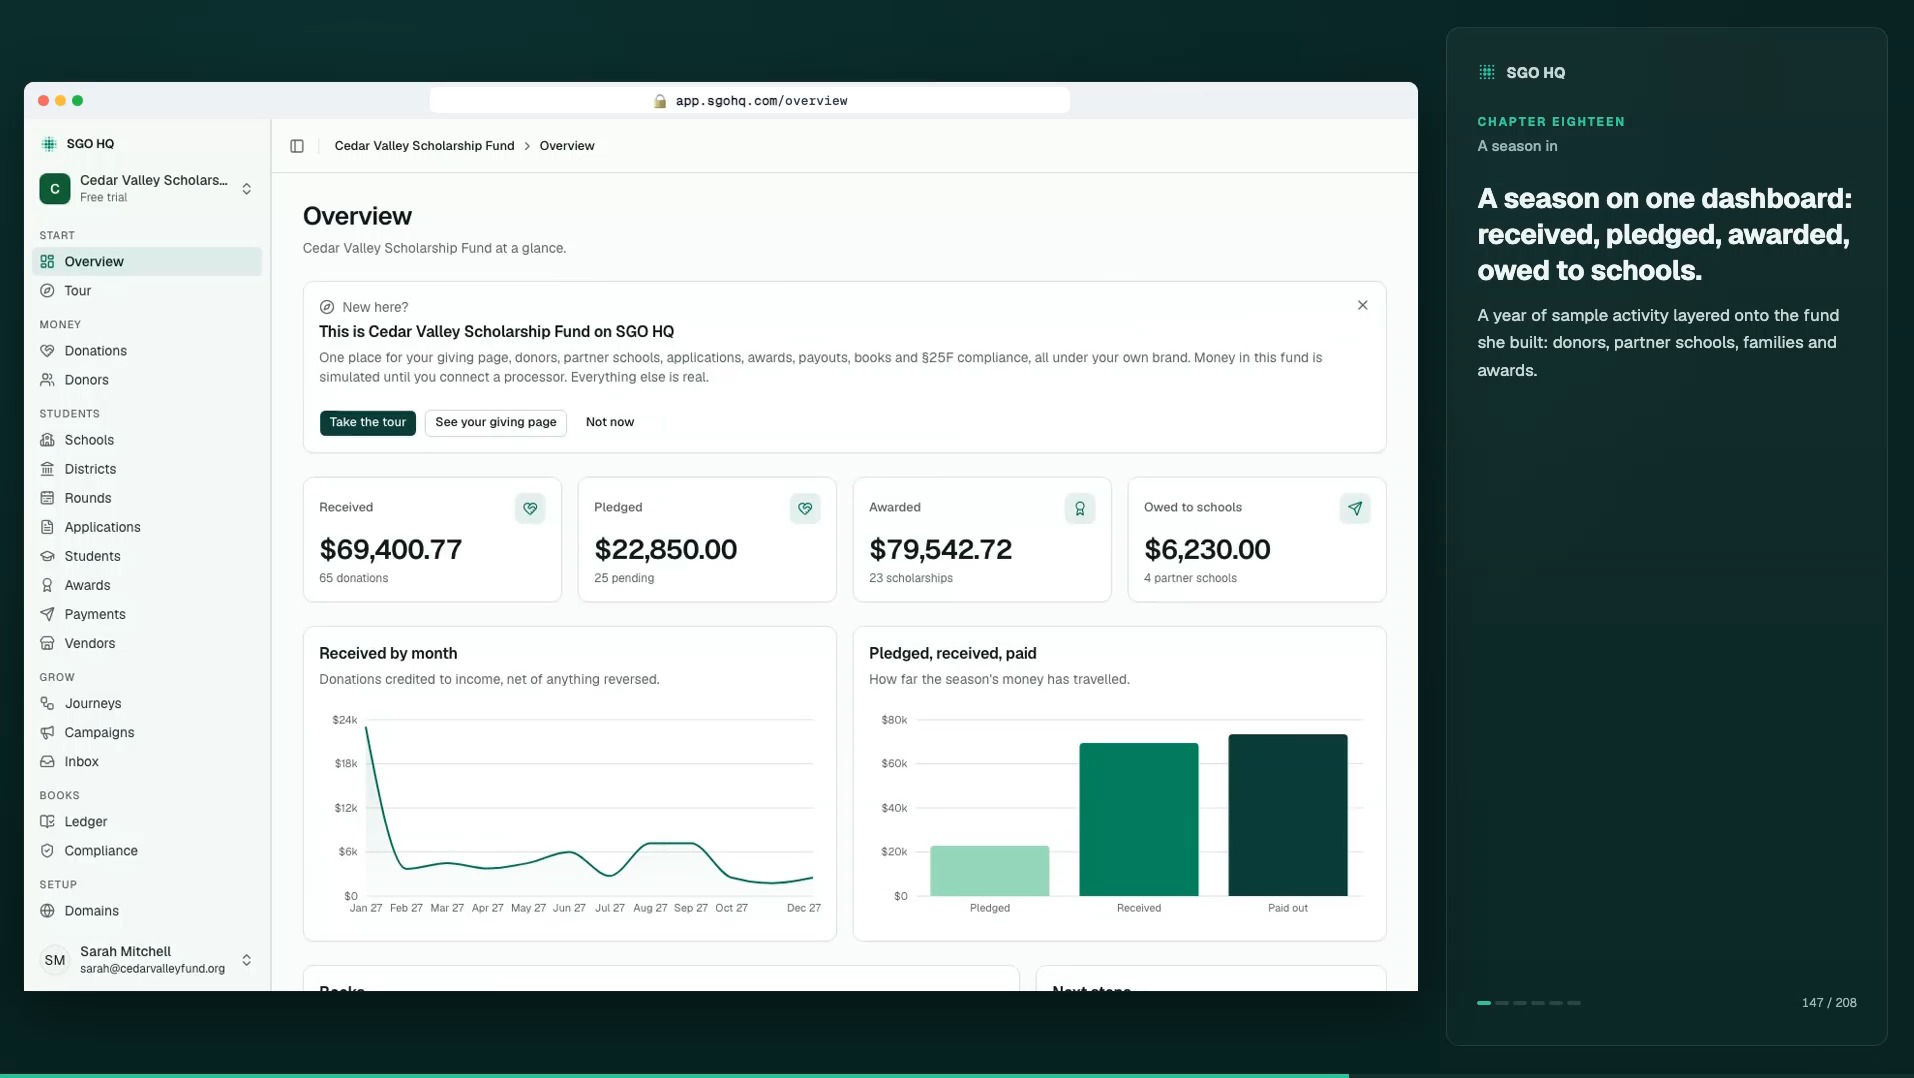 app.sgohq.com/overview
SGO HQ
Cedar Valley Scholars...
Free trial
C
START
Overview
Tour
MONEY
Donations
Donors
STUDENTS
Schools
Districts
Rounds
Applications
Students
Awards
Payments
Vendors
GROW
Journeys
Campaigns
Inbox
BOOKS
Ledger
Compliance
SETUP
Domains
SM
Sarah Mitchell
sarah@cedarvalleyfund.org
Cedar Valley Scholarship Fund > Overview
Overview
Cedar Valley Scholarship Fund at a glance.
New here?
This is Cedar Valley Scholarship Fund on SGO HQ
One place for your giving page, donors, partner schools, applications, awards, payouts, books and §25F compliance, all under your own brand. Money in this fund is
simulated until you connect a processor. Everything else is real.
Take the tour See your giving page Not now
Received
$69,400.77
65 donations
Pledged
$22,850.00
25 pending
Awarded
$79,542.72
23 scholarships
Owed to schools
$6,230.00
4 partner schools
Received by month
Donations credited to income, net of anything reversed.
$24k
$18k
$12k
$6k
$0
Jan 27 Feb 27 Mar 27 Apr 27 May 27 Jun 27 Jul 27 Aug 27 Sep 27 Oct 27 Dec 27
Pledged, received, paid
How far the season's money has travelled.
$80k
$60k
$40k
$20k
$0
Pledged Received Paid out
Books
Next steps
SGO HQ
CHAPTER EIGHTEEN
A season in
A season on one dashboard:
received, pledged, awarded,
owed to schools.
A year of sample activity layered onto the fund
she built: donors, partner schools, families and
awards.
147 / 208